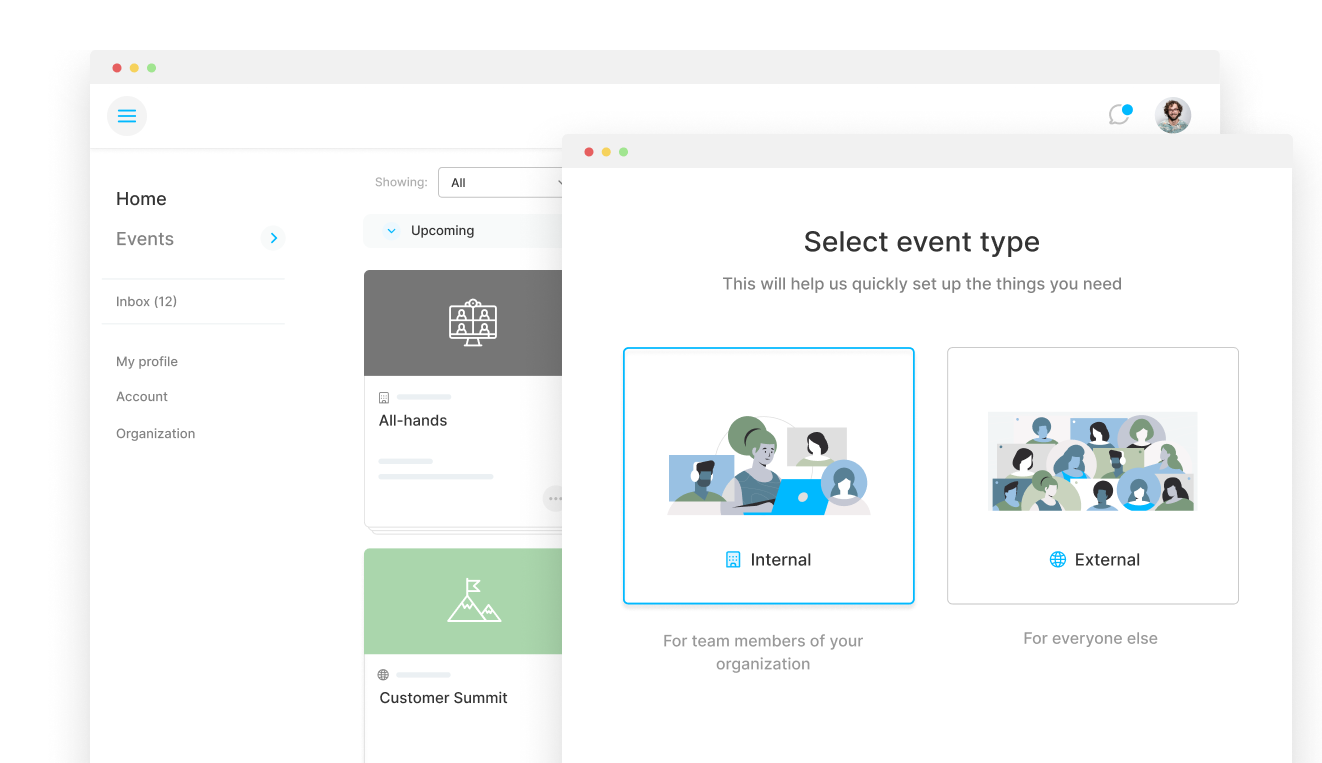 Home
Events
Inbox (12)
My profile
Account
Organization
Showing:
All
Upcoming
All-hands
Customer Summit
Select event type
This will help us quickly set up the things you need
Internal
For team members of your
organization
External
For everyone else